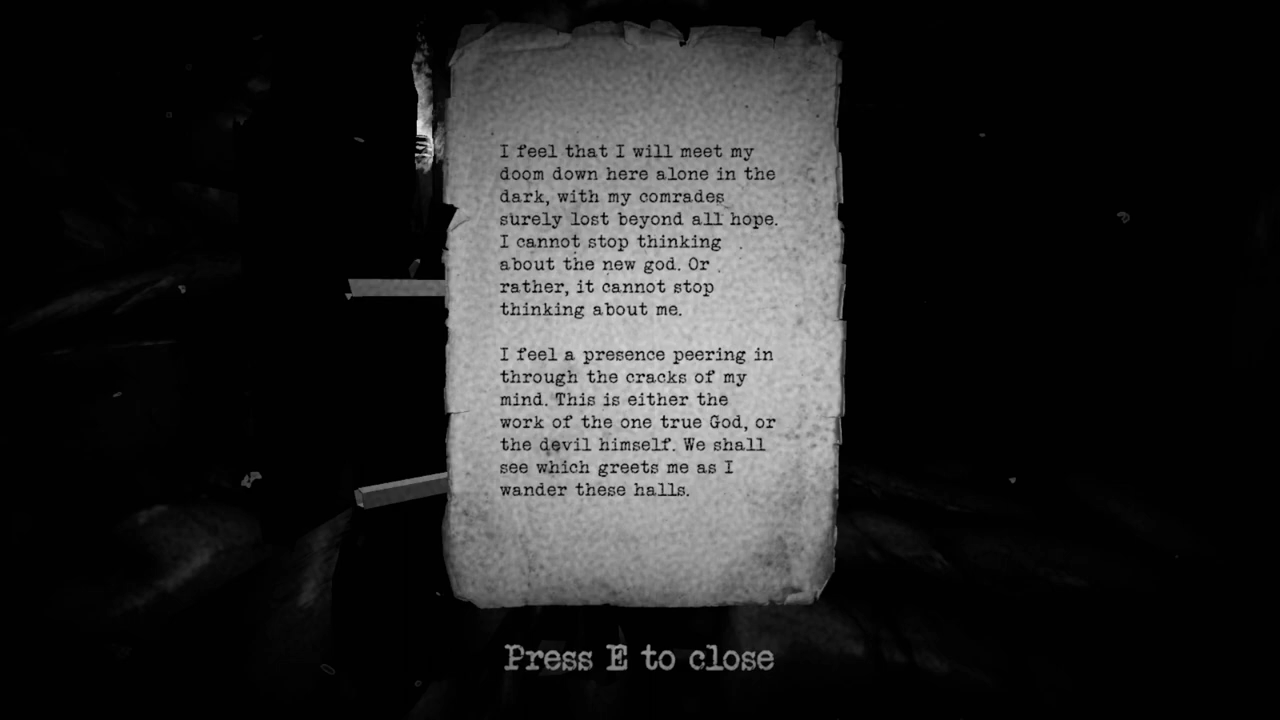 I feel that I will meet my
doom down here alone in the
dark, with my comrades
surely lost beyond all hope.
I cannot stop thinking
about the new god. Or
rather, it cannot stop
thinking about me.
I feel a presence peering in
through the cracks of my
mind. This is either the
work of the one true God, or
the devil himself. We shall
see which greets me as I
wander these halls.
Press E to close